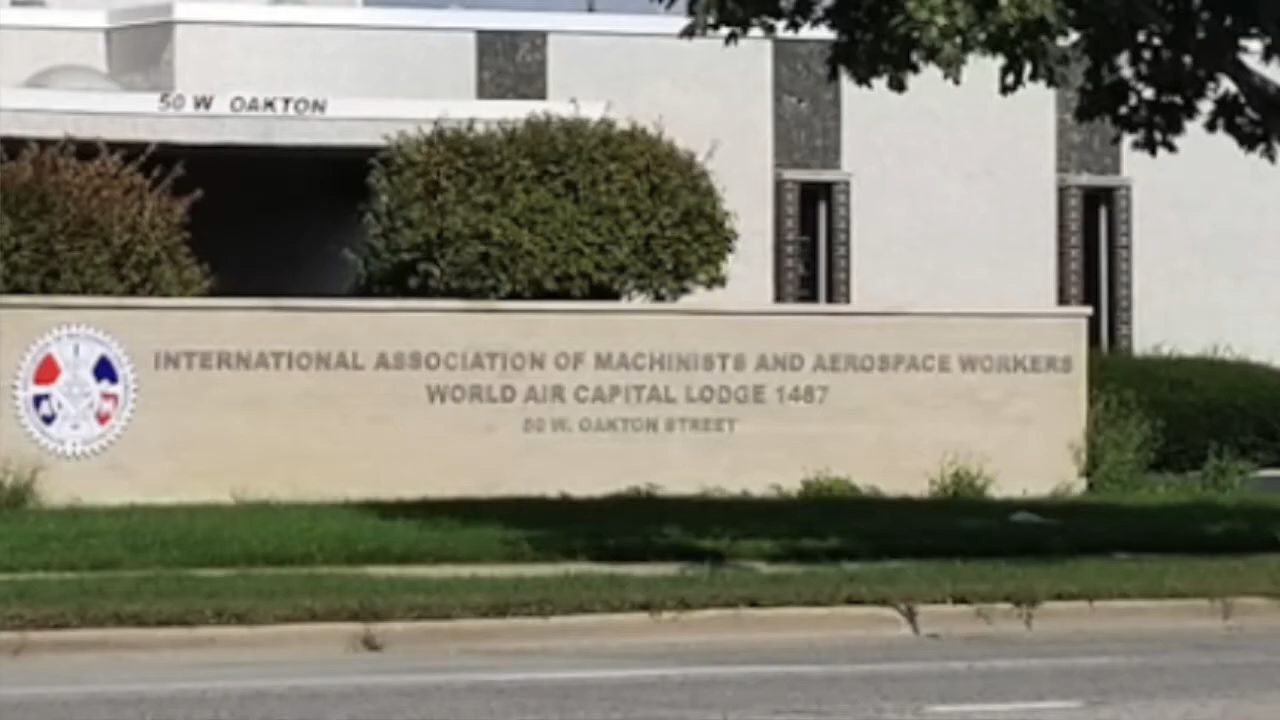 50 W OAKTON
INTERNATIONAL ASSOCIATION OF MACHINISTS AND AEROSPACE WORKERS
WORLD AIR CAPITAL LODGE 1487
50 W. OAKTON STREET